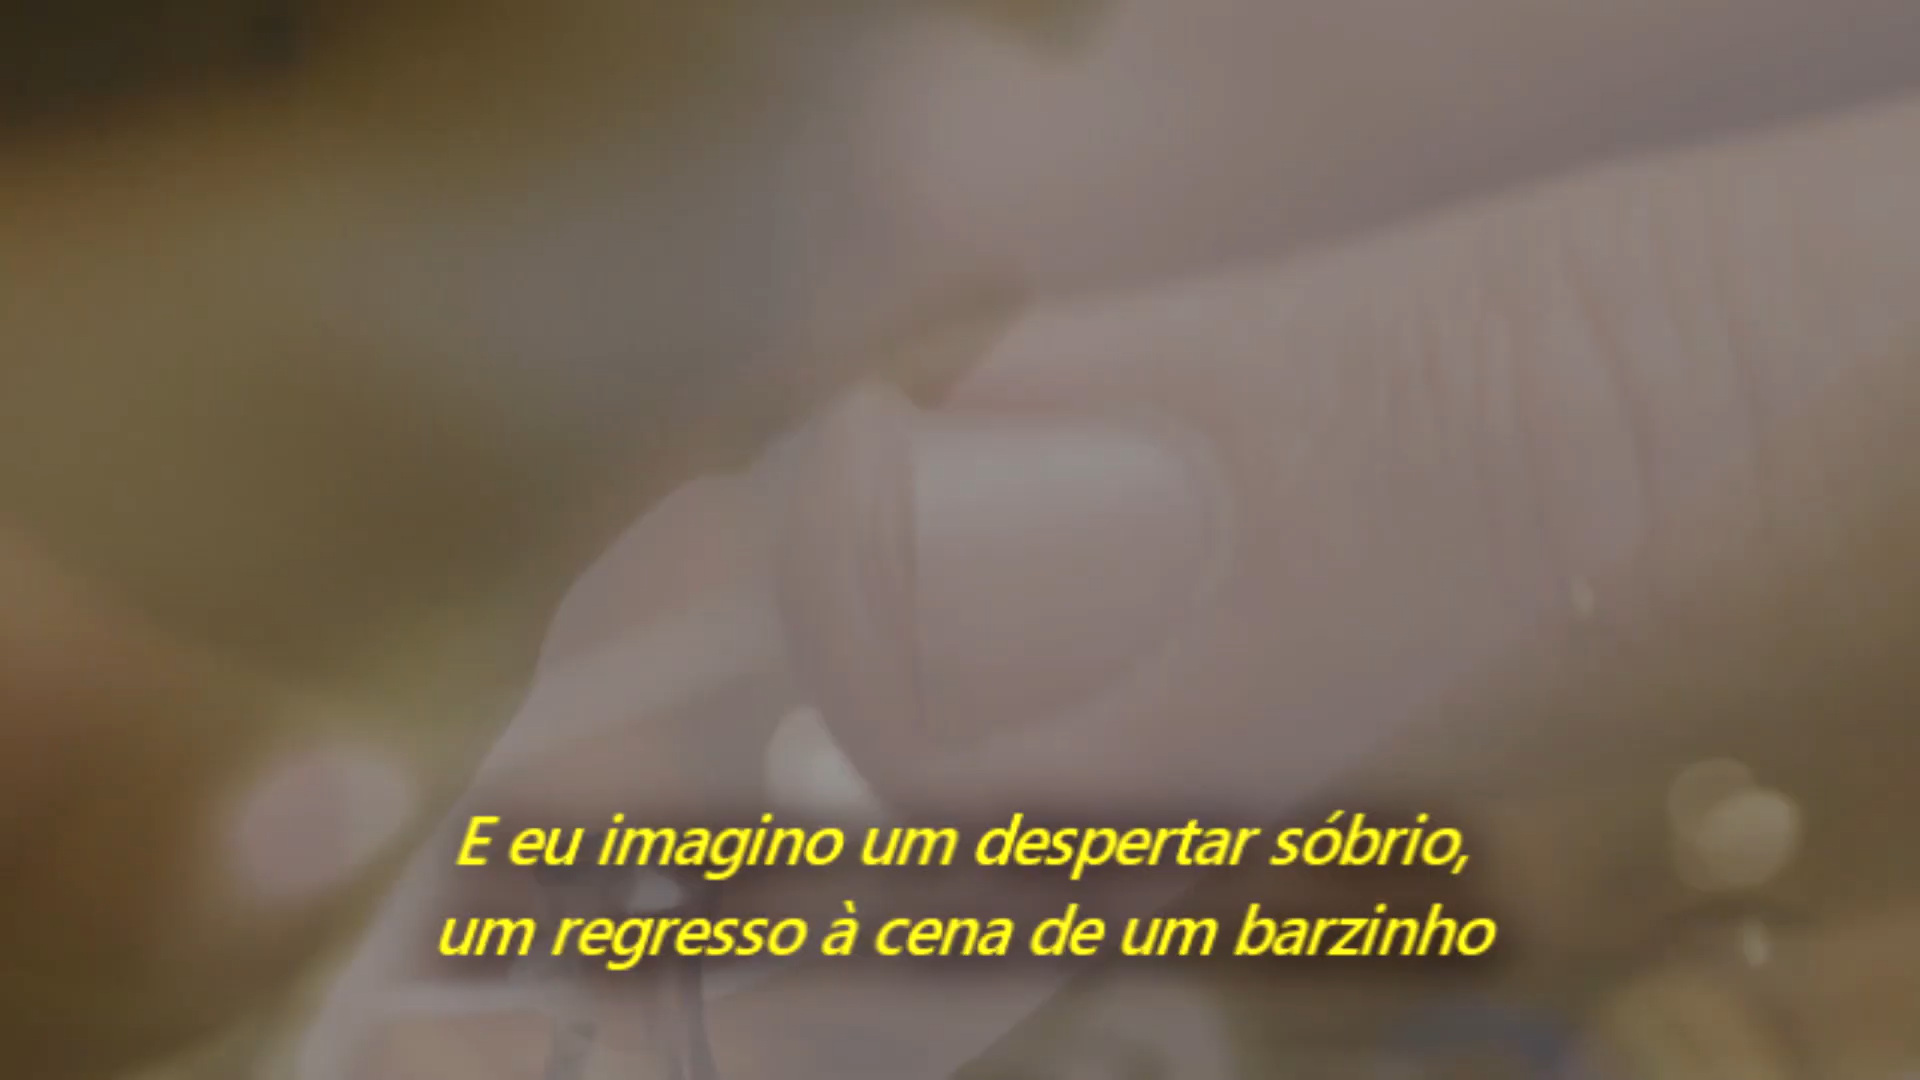 E eu imagino um despertar sóbrio,
um regresso à cena de um barzinho